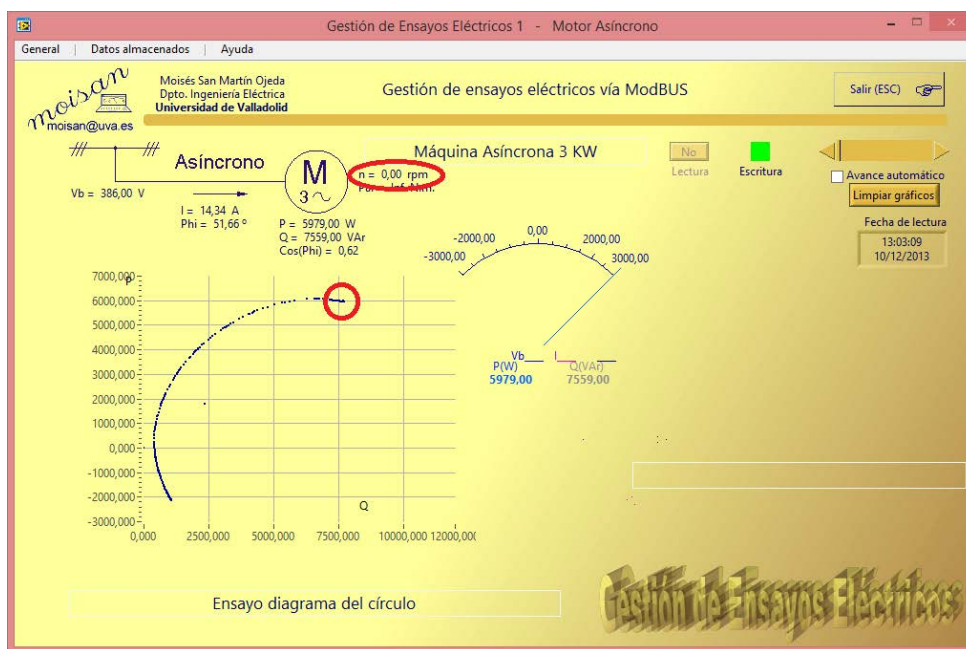 Gestión de Ensayos Eléctricos 1 - Motor Asíncrono
General | Datos almacenados | Ayuda
moisan
moisan@uva.es
Moisés San Martín Ojeda
Dpto. Ingeniería Eléctrica
Universidad de Valladolid
Gestión de ensayos eléctricos vía ModBUS
Salir (ESC)
Máquina Asíncrona 3 KW
No
Lectura
Escritura
Avance automático
Limpiar gráficos
Fecha de lectura
13:03:09
10/12/2013
Asíncrono
M
3
Vb = 386,00 V
I = 14,34 A
Phi = 51,66 º
n = 0,00 rpm
Par = Inf. Nm.
P = 5979,00 W
Q = 7559,00 VAr
Cos(Phi) = 0,62
-3000,00
-2000,00
0,00
2000,00
3000,00
Vb
I
P(W)
Q(VAr)
5979,00
7559,00
P
7000,000
6000,000
5000,000
4000,000
3000,000
2000,000
1000,000
0,000
-1000,000
-2000,000
-3000,000
Q
0,000 2500,000 5000,000 7500,000 10000,000 12000,00
Ensayo diagrama del círculo
Gestión de Ensayos Eléctricos